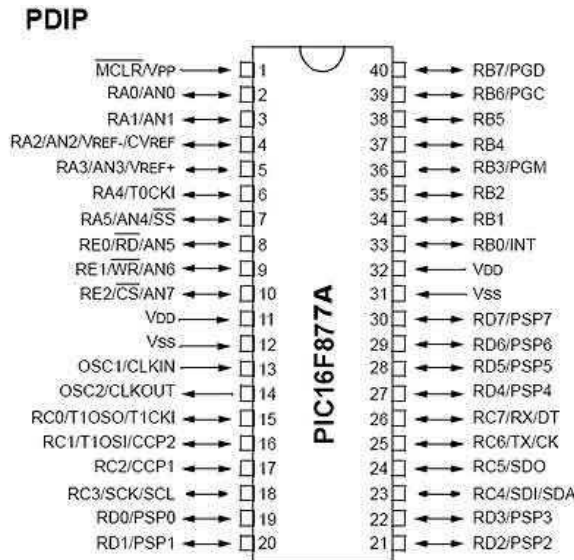 PDIP
MCLR/VPP 1 40 RB7/PGD
RA0/AN0 2 39 RB6/PGC
RA1/AN1 3 38 RB5
RA2/AN2/VREF-/CVREF 4 37 RB4
RA3/AN3/VREF+ 5 36 RB3/PGM
RA4/T0CKI 6 35 RB2
RA5/AN4/SS 7 34 RB1
RE0/RD/AN5 8 33 RB0/INT
RE1/WR/AN6 9 32 VDD
RE2/CS/AN7 10 31 VSS
VDD 11 30 RD7/PSP7
VSS 12 29 RD6/PSP6
OSC1/CLKIN 13 28 RD5/PSP5
OSC2/CLKOUT 14 27 RD4/PSP4
RC0/T1OSO/T1CKI 15 26 RC7/RX/DT
RC1/T1OSI/CCP2 16 25 RC6/TX/CK
RC2/CCP1 17 24 RC5/SDO
RC3/SCK/SCL 18 23 RC4/SDI/SDA
RD0/PSP0 19 22 RD3/PSP3
RD1/PSP1 20 21 RD2/PSP2
PIC16F877A